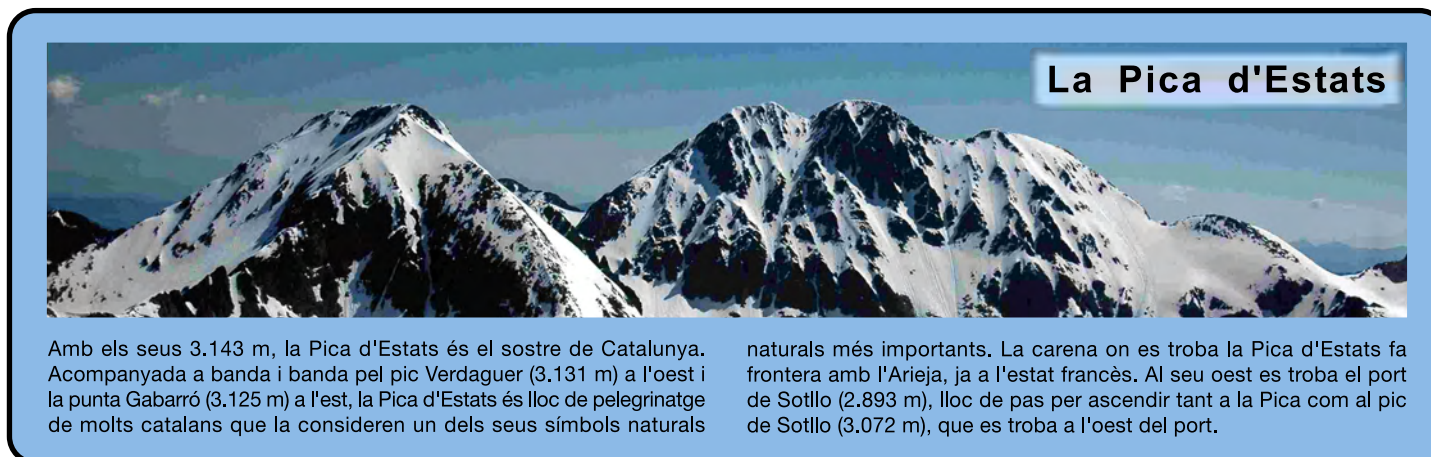 La Pica d'Estats
Amb els seus 3.143 m, la Pica d'Estats és el sostre de Catalunya.
Acompanyada a banda i banda pel pic Verdaguer (3.131 m) a l'oest i
la punta Gabarró (3.125 m) a l'est, la Pica d'Estats és lloc de pelegrinatge
de molts catalans que la consideren un dels seus símbols naturals
naturals més importants. La carena on es troba la Pica d'Estats fa
frontera amb l'Arieja, ja a l'estat francès. Al seu oest es troba el port
de Sotllo (2.893 m), lloc de pas per ascendir tant a la Pica com al pic
de Sotllo (3.072 m), que es troba a l'oest del port.